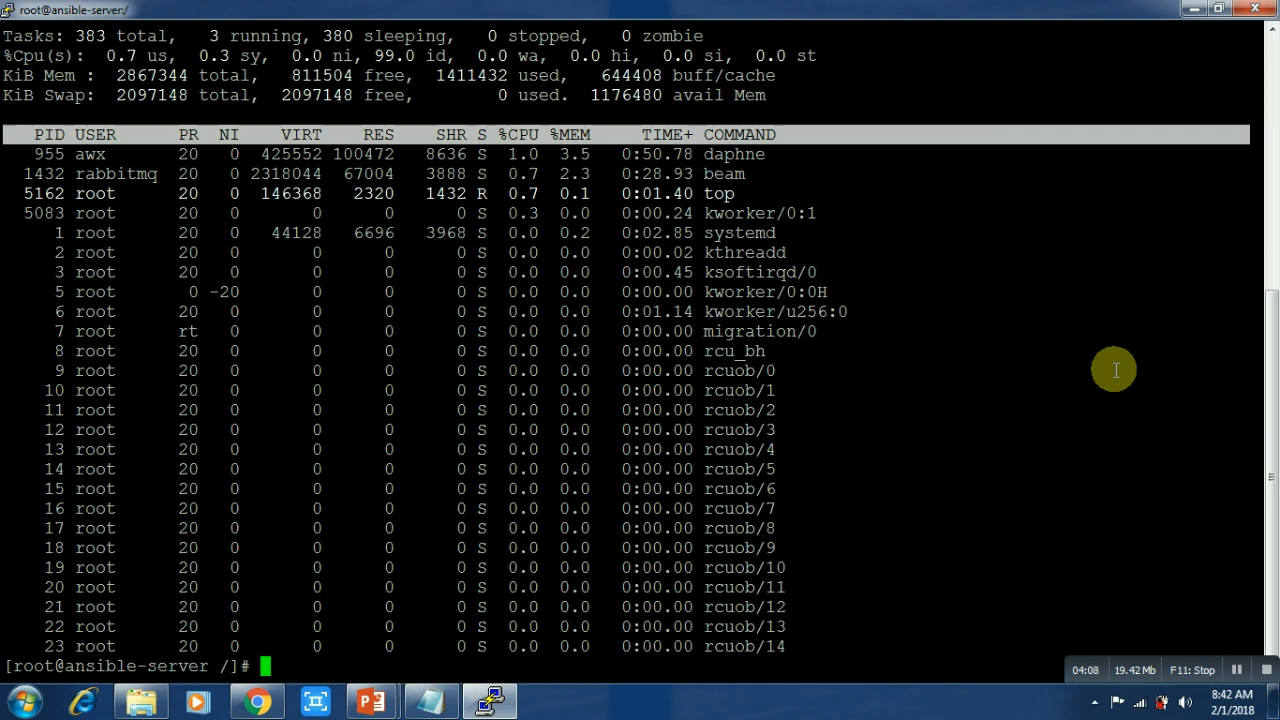 root@ansible-server:/
Tasks: 383 total,   3 running, 380 sleeping,   0 stopped,   0 zombie
%Cpu(s):  0.7 us,  0.3 sy,  0.0 ni, 99.0 id,  0.0 wa,  0.0 hi,  0.0 si,  0.0 st
KiB Mem :  2867344 total,   811504 free,  1411432 used,   644408 buff/cache
KiB Swap:  2097148 total,  2097148 free,        0 used.  1176480 avail Mem
PID USER      PR  NI    VIRT    RES    SHR S  %CPU %MEM     TIME+ COMMAND
955 awx       20   0  425552 100472   8636 S   1.0  3.5   0:50.78 daphne
1432 rabbitmq  20   0 2318044  67004   3888 S   0.7  2.3   0:28.93 beam
5162 root      20   0  146368   2320   1432 R   0.7  0.1   0:01.40 top
5083 root      20   0       0      0      0 S   0.3  0.0   0:00.24 kworker/0:1
1 root      20   0   44128   6696   3968 S   0.0  0.2   0:02.85 systemd
2 root      20   0       0      0      0 S   0.0  0.0   0:00.02 kthreadd
3 root      20   0       0      0      0 S   0.0  0.0   0:00.45 ksoftirqd/0
5 root       0 -20       0      0      0 S   0.0  0.0   0:00.00 kworker/0:0H
6 root      20   0       0      0      0 S   0.0  0.0   0:01.14 kworker/u256:0
7 root      rt   0       0      0      0 S   0.0  0.0   0:00.00 migration/0
8 root      20   0       0      0      0 S   0.0  0.0   0:00.00 rcu_bh
9 root      20   0       0      0      0 S   0.0  0.0   0:00.00 rcuob/0
10 root      20   0       0      0      0 S   0.0  0.0   0:00.00 rcuob/1
11 root      20   0       0      0      0 S   0.0  0.0   0:00.00 rcuob/2
12 root      20   0       0      0      0 S   0.0  0.0   0:00.00 rcuob/3
13 root      20   0       0      0      0 S   0.0  0.0   0:00.00 rcuob/4
14 root      20   0       0      0      0 S   0.0  0.0   0:00.00 rcuob/5
15 root      20   0       0      0      0 S   0.0  0.0   0:00.00 rcuob/6
16 root      20   0       0      0      0 S   0.0  0.0   0:00.00 rcuob/7
17 root      20   0       0      0      0 S   0.0  0.0   0:00.00 rcuob/8
18 root      20   0       0      0      0 S   0.0  0.0   0:00.00 rcuob/9
19 root      20   0       0      0      0 S   0.0  0.0   0:00.00 rcuob/10
20 root      20   0       0      0      0 S   0.0  0.0   0:00.00 rcuob/11
21 root      20   0       0      0      0 S   0.0  0.0   0:00.00 rcuob/12
22 root      20   0       0      0      0 S   0.0  0.0   0:00.00 rcuob/13
23 root      20   0       0      0      0 S   0.0  0.0   0:00.00 rcuob/14
[root@ansible-server /]#
04:08 19.42 Mb F11: Stop
8:42 AM
2/1/2018